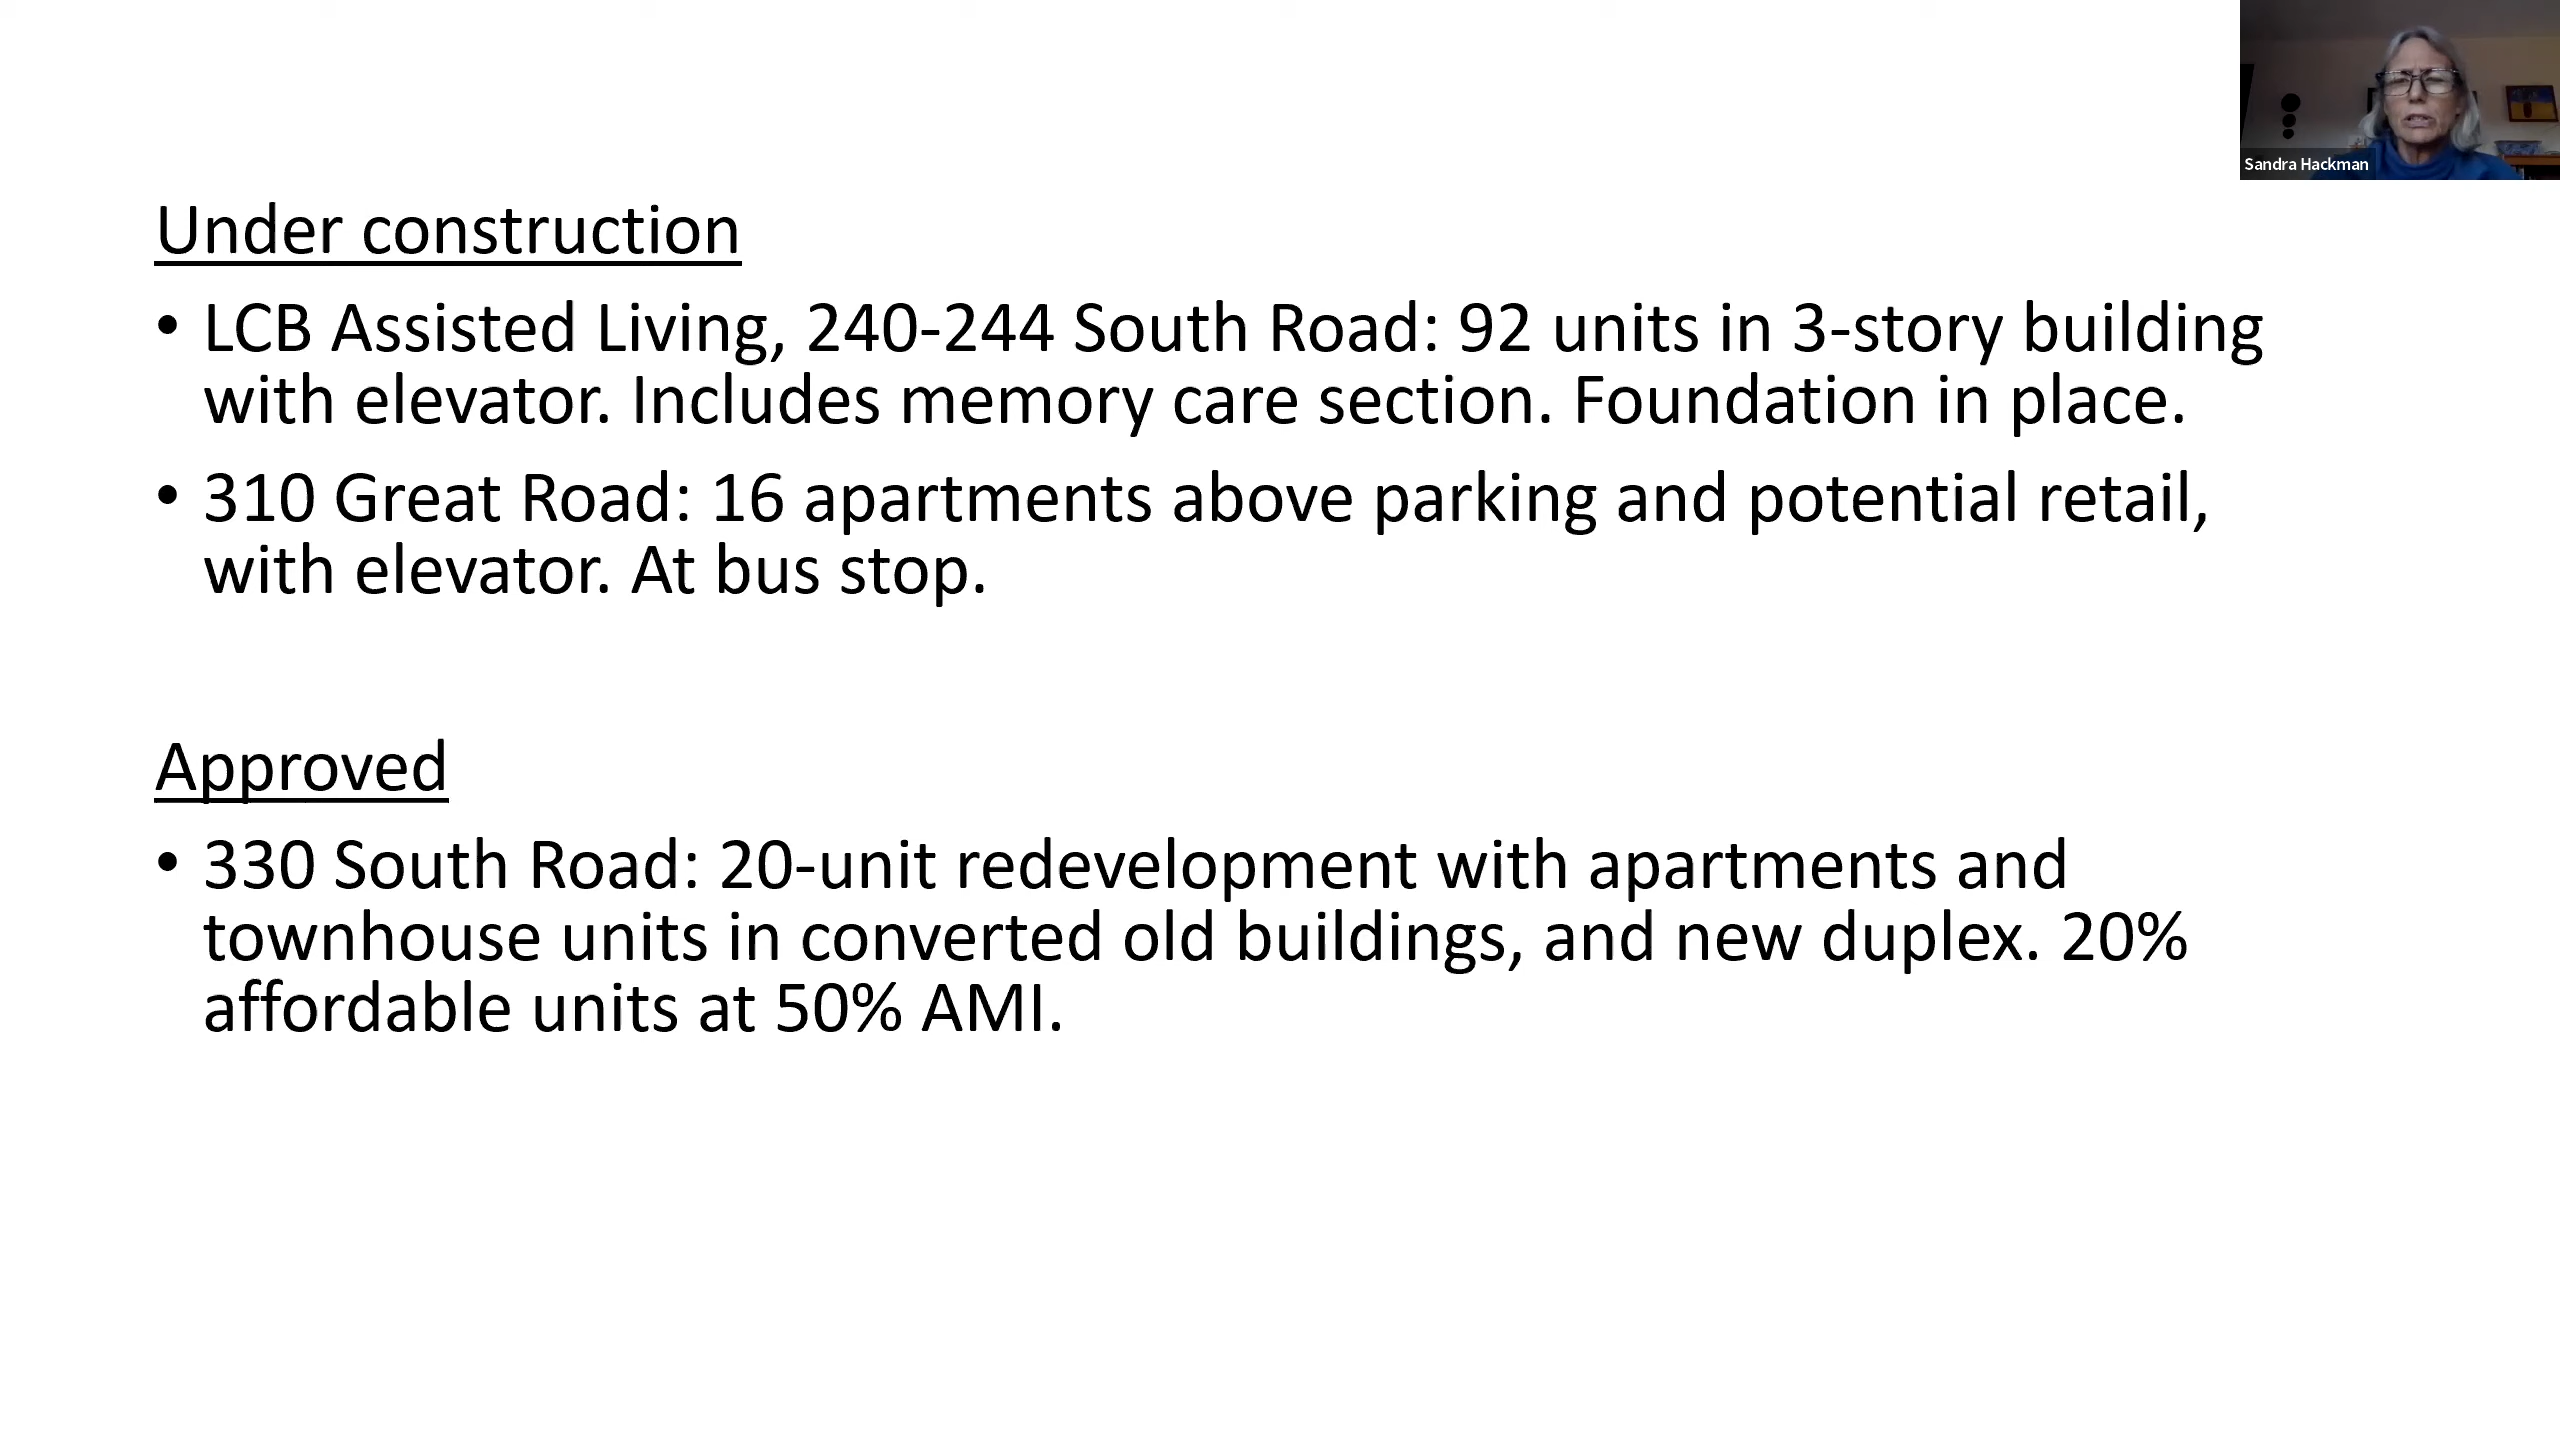 Sandra Hackman
Under construction
• LCB Assisted Living, 240-244 South Road: 92 units in 3-story building
with elevator. Includes memory care section. Foundation in place.
• 310 Great Road: 16 apartments above parking and potential retail,
with elevator. At bus stop.
Approved
• 330 South Road: 20-unit redevelopment with apartments and
townhouse units in converted old buildings, and new duplex. 20%
affordable units at 50% AMI.